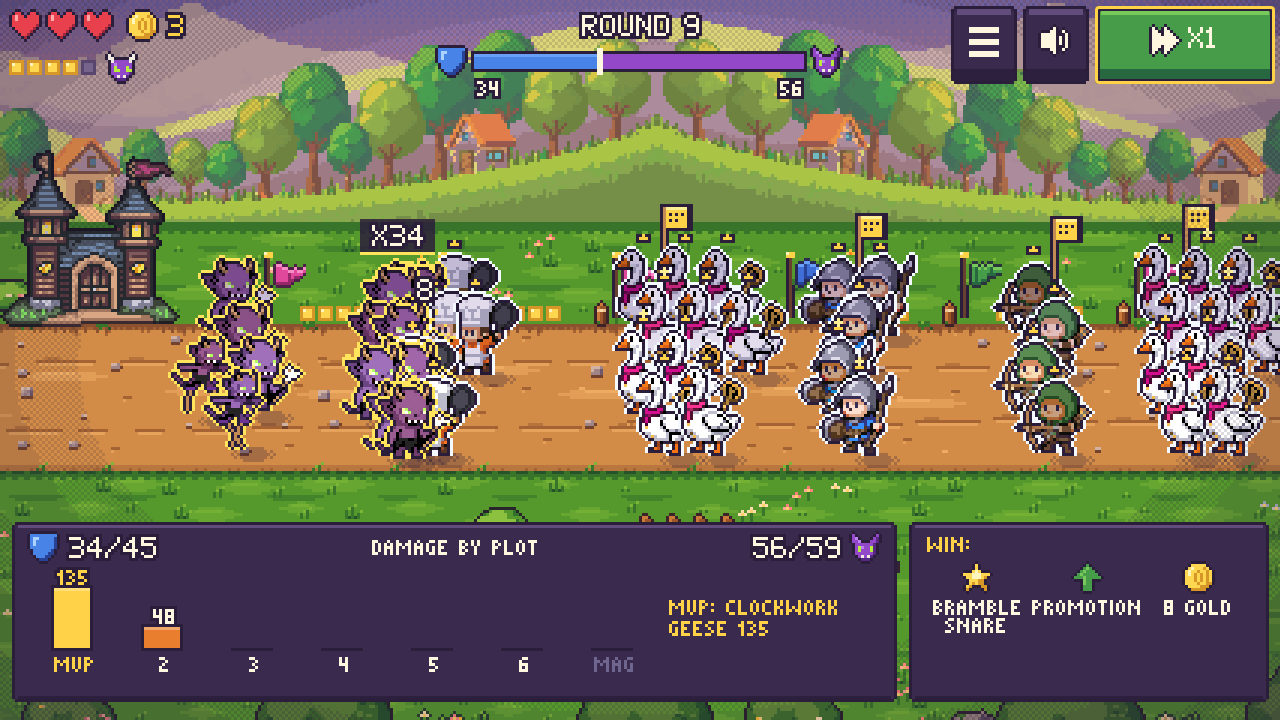 3
ROUND 9
X1
34
56
X34
8
34/45
DAMAGE BY PLOT
56/59
135
48
MVP
2
3
4
5
6
MAG
MVP: CLOCKWORK
GEESE 135
WIN:
BRAMBLE
SNARE
PROMOTION
8 GOLD